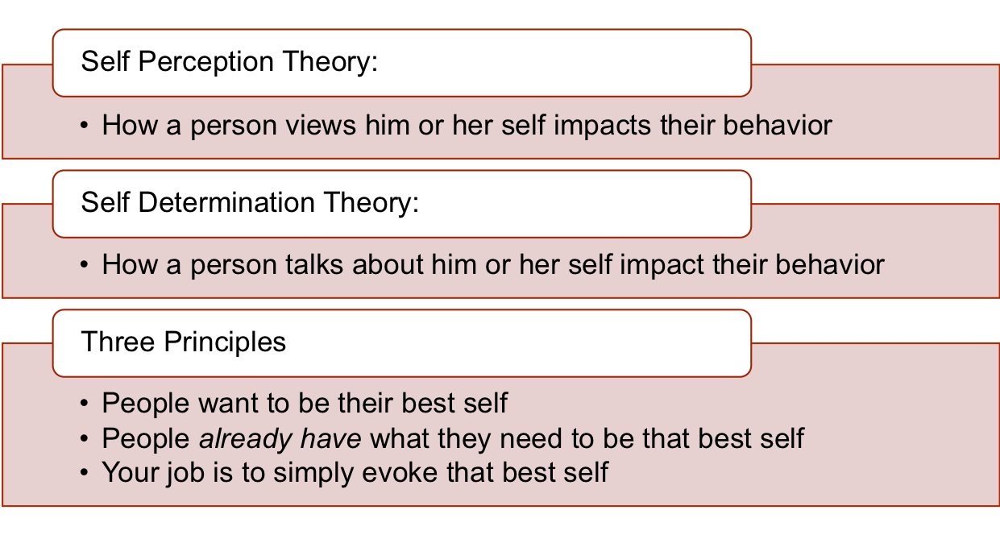 Self Perception Theory:
• How a person views him or her self impacts their behavior
Self Determination Theory:
• How a person talks about him or her self impact their behavior
Three Principles
• People want to be their best self
• People already have what they need to be that best self
• Your job is to simply evoke that best self